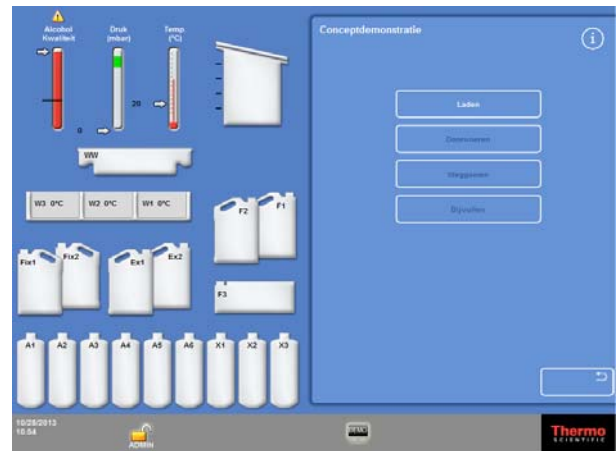 Alcohol
Kwaliteit
Druk
(mbar)
Temp.
(°C)
0
20
WW
W3 0°C
W2 0°C
W1 0°C
F2
F1
Fix1
Fix2
Ex1
Ex2
F3
A1
A2
A3
A4
A5
A6
X1
X2
X3
Conceptdemonstratie
i
Laden
Weggooien
Bijvullen
10/28/2013
10:54
ADMIN
DEMO
Thermo
SCIENTIFIC